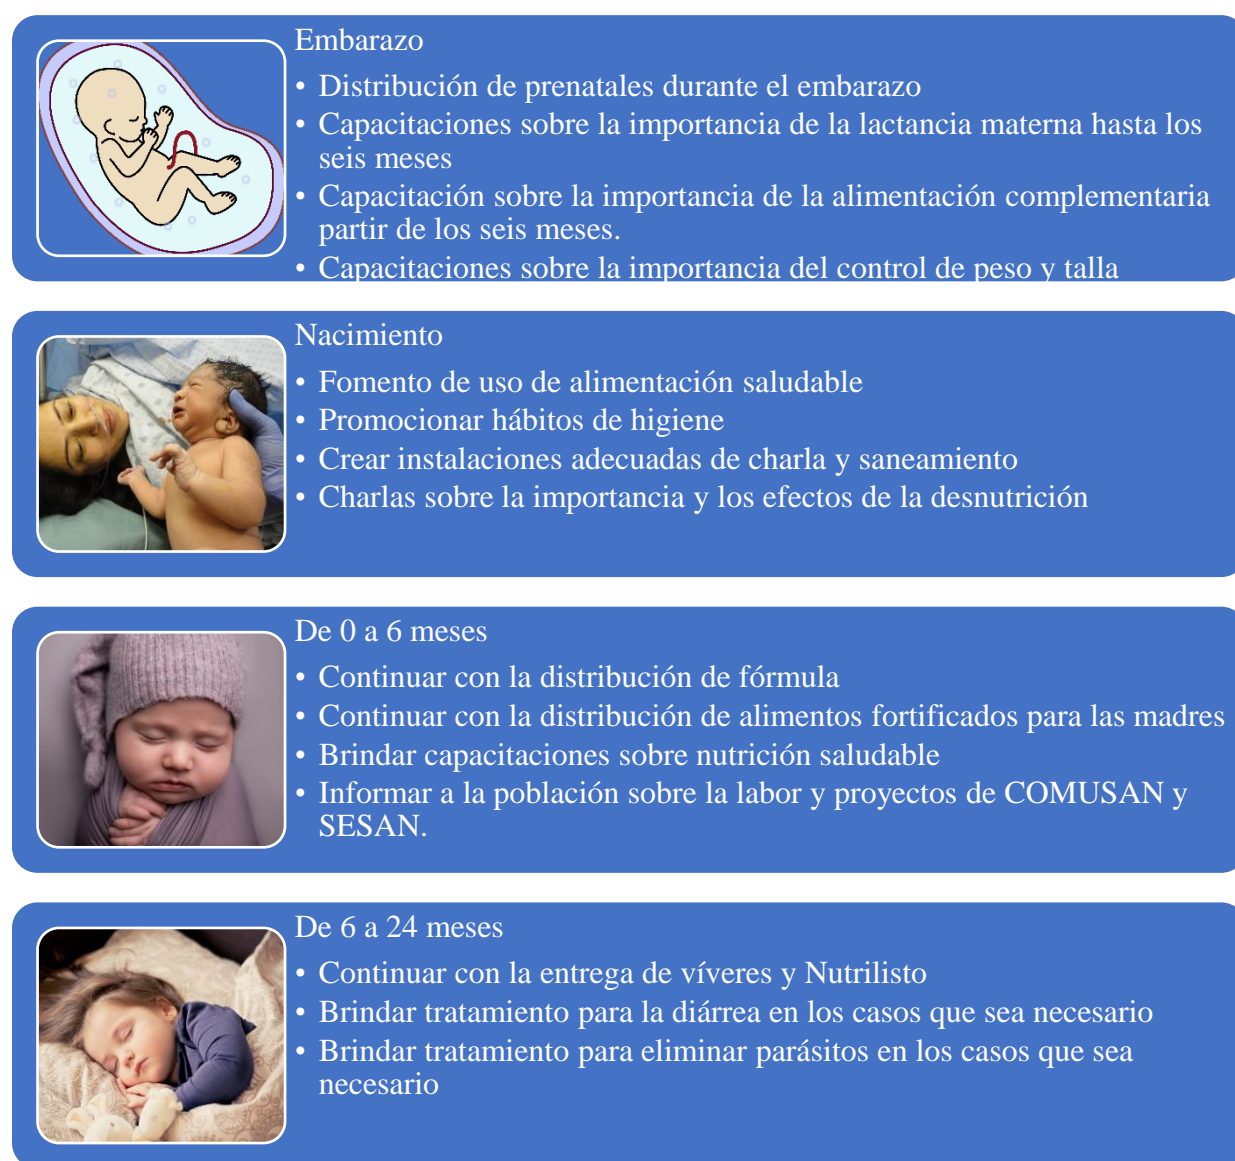 Embarazo
• Distribución de prenatales durante el embarazo
• Capacitaciones sobre la importancia de la lactancia materna hasta los
seis meses
• Capacitación sobre la importancia de la alimentación complementaria
partir de los seis meses.
• Capacitaciones sobre la importancia del control de peso y talla
Nacimiento
• Fomento de uso de alimentación saludable
• Promocionar hábitos de higiene
• Crear instalaciones adecuadas de charla y saneamiento
• Charlas sobre la importancia y los efectos de la desnutrición
De 0 a 6 meses
• Continuar con la distribución de fórmula
• Continuar con la distribución de alimentos fortificados para las madres
• Brindar capacitaciones sobre nutrición saludable
• Informar a la población sobre la labor y proyectos de COMUSAN y
SESAN.
De 6 a 24 meses
• Continuar con la entrega de víveres y Nutrilisto
• Brindar tratamiento para la diárrea en los casos que sea necesario
• Brindar tratamiento para eliminar parásitos en los casos que sea
necesario